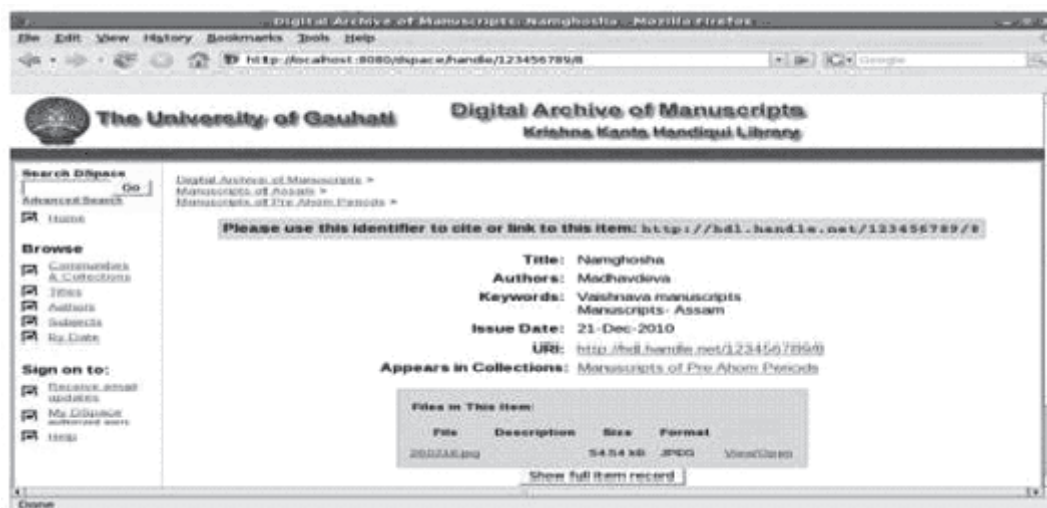 Digital Archive of Manuscripts: Namghosha - Mozilla Firefox
File Edit View History Bookmarks Tools Help
http://localhost:8080/dspace/handle/123456789/8
Google
The University of Gauhati
Digital Archive of Manuscripts
Krishna Kanta Handiqui Library
Search DSpace
Go
Advanced Search
Home
Browse
Communities
& Collections
Titles
Authors
Subjects
By Date
Sign on to:
Receive email
updates
My DSpace
authorized users
Help
Digital Archive of Manuscripts >
Manuscripts of Assam >
Manuscripts of Pre Ahom Periods >
Please use this identifier to cite or link to this item: http://hdl.handle.net/123456789/8
Title: Namghosha
Authors: Madhavdeva
Keywords: Vaishnava manuscripts
Manuscripts- Assam
Issue Date: 21-Dec-2010
URI: http://hdl.handle.net/123456789/8
Appears in Collections: Manuscripts of Pre Ahom Periods
Files in This Item:
File Description Size Format
54.54 kB JPEG View/Open
Show full item record
Done